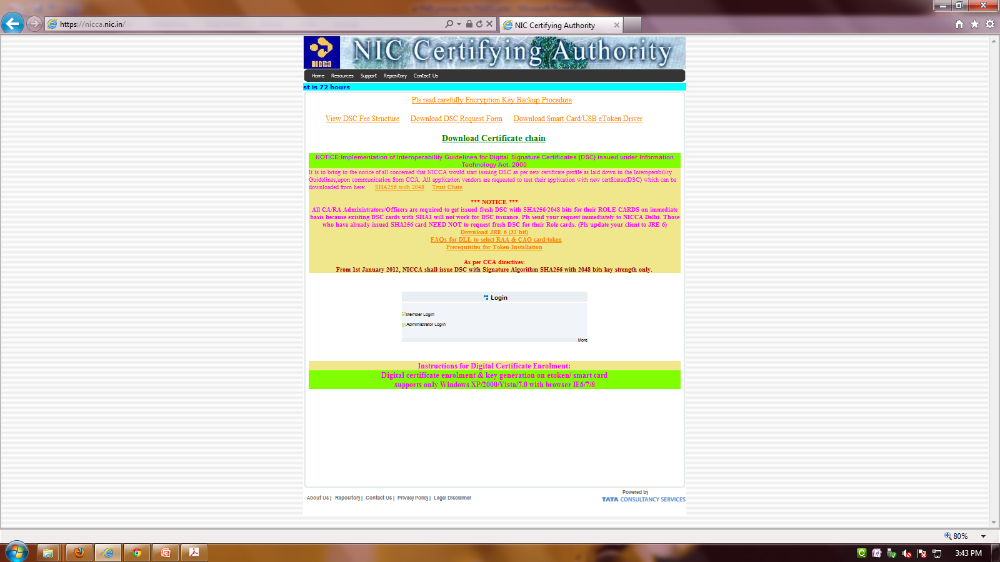 https://nicca.nic.in/
NIC Certifying Authority
NICCA
NIC Certifying Authority
Home Resources Support Repository Contact Us
st is 72 hours
Pls read carefully Encryption Key Backup Procedure
View DSC Fee Structure Download DSC Request Form Download Smart Card/USB eToken Driver
Download Certificate chain
NOTICE:Implementation of Interoperability Guidelines for Digital Signature Certificates (DSC) issued under Information
Technology Act, 2000
It is to bring to the notice of all concerned that NICCA would start issuing DSC as per new certificate profile as laid down in the Interoperability
Guidelines,upon communication from CCA. All application vendors are requested to test their application with new certficates(DSC) which can be
downloaded from here: SHA256 with 2048 Trust Chain
*** NOTICE ***
All CA/RA Administrators/Officers are required to get issued fresh DSC with SHA256/2048 bits for their ROLE CARDS on immediate
basis because existing DSC cards with SHA1 will not work for DSC issuance. Pls send your request immediately to NICCA Delhi. Those
who have already issued SHA256 card NEED NOT to request fresh DSC for their Role cards. (Pls update your client to JRE 6)
Download JRE 6 (32 bit)
FAQs for DLL to select RAA & CAO card/token
Prerequisites for Token Installation
As per CCA directives:
From 1st January 2012, NICCA shall issue DSC with Signature Algorithm SHA256 with 2048 bits key strength only.
Login
Member Login
Administrator Login
More
Instructions for Digital Certificate Enrolment:
Digital certificate enrolment & key generation on etoken/ smart card
supports only Windows XP/2000/Vista/7.0 with browser IE6/7/8
About Us | Repository | Contact Us | Privacy Policy | Legal Disclaimer
Powered by
TATA CONSULTANCY SERVICES
80%
3:43 PM